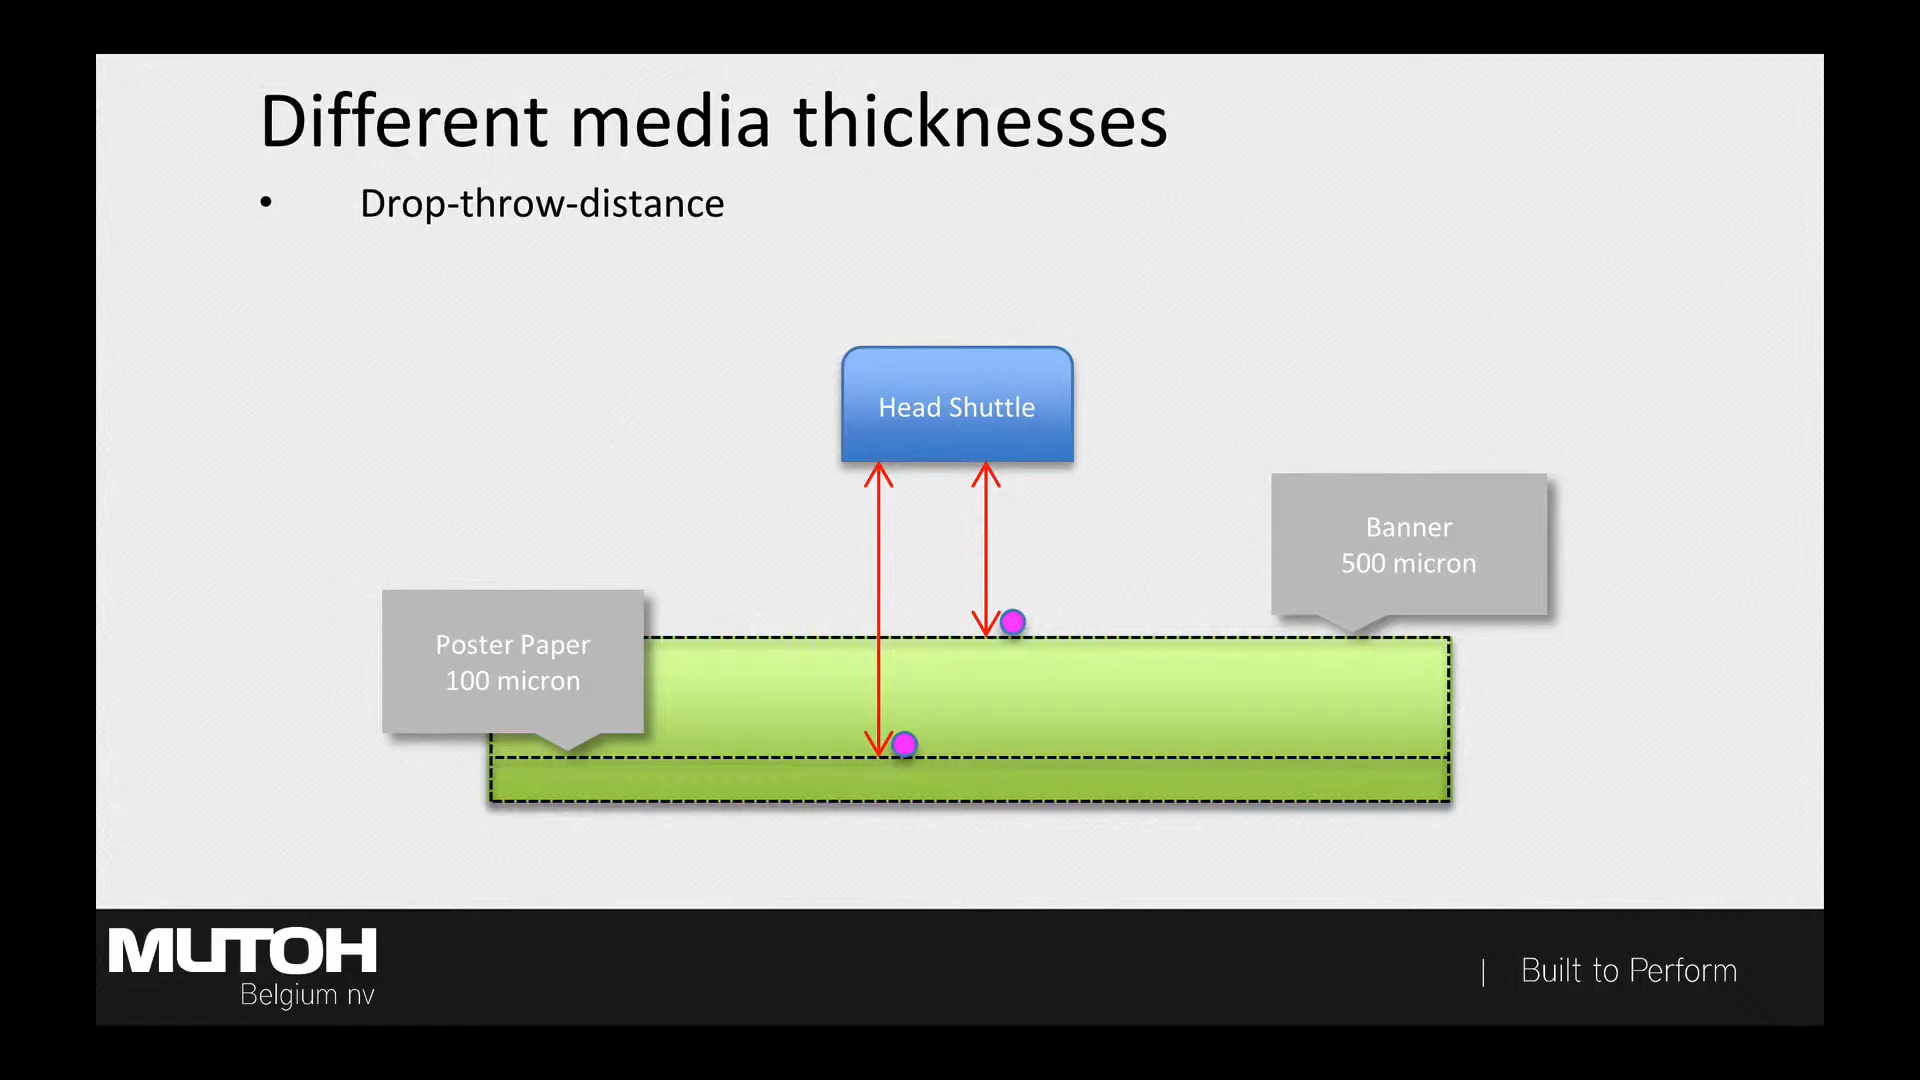 Different media thicknesses
• Drop-throw-distance
Head Shuttle
Banner
500 micron
Poster Paper
100 micron
MUTOH
Belgium nv
| Built to Perform